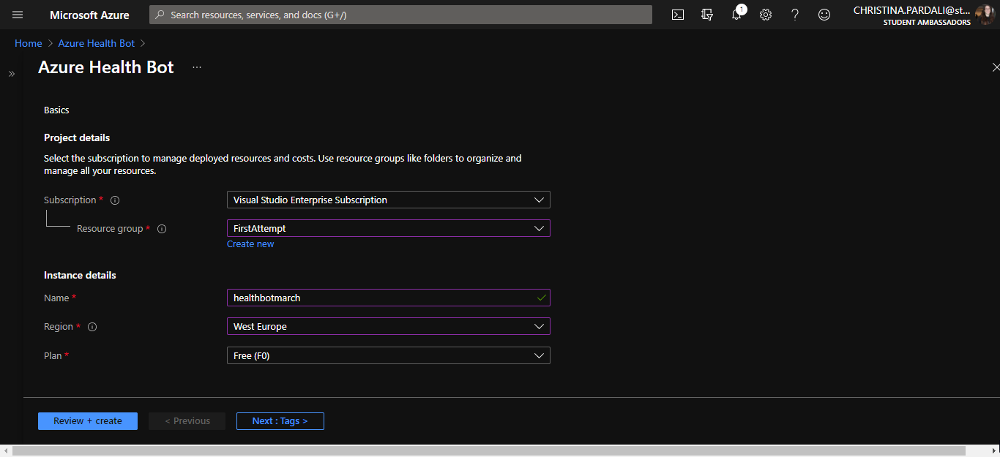 Microsoft Azure
Search resources, services, and docs (G+/)
1
CHRISTINA.PARDALI@st...
STUDENT AMBASSADORS
Home > Azure Health Bot >
Azure Health Bot ...
Basics
Project details
Select the subscription to manage deployed resources and costs. Use resource groups like folders to organize and
manage all your resources.
Subscription *
Visual Studio Enterprise Subscription
Resource group *
FirstAttempt
Create new
Instance details
Name *
healthbotmarch
Region *
West Europe
Plan *
Free (F0)
Review + create
< Previous
Next : Tags >